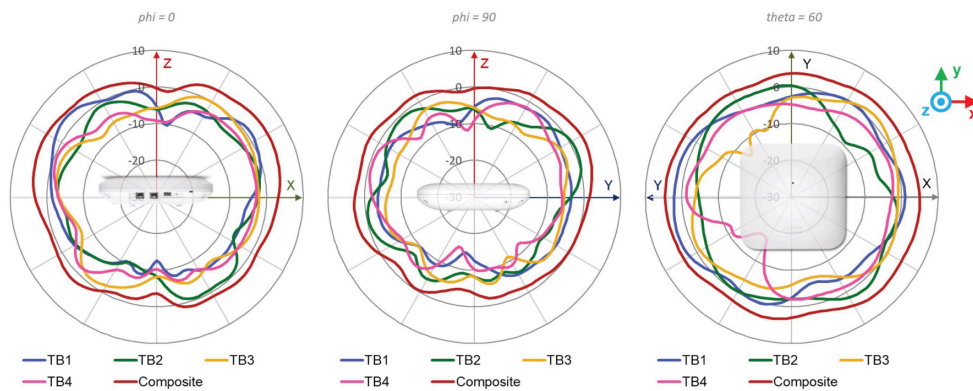 phi = 0
phi = 90
theta = 60
10
Z
0
-10
-20
X
10
Z
0
-10
-20
-30
Y
10
Y
0
-10
-20
-30
Y
X
y
z
x
TB1 TB2 TB3
TB4 Composite
TB1 TB2 TB3
TB4 Composite
TB1 TB2 TB3
TB4 Composite